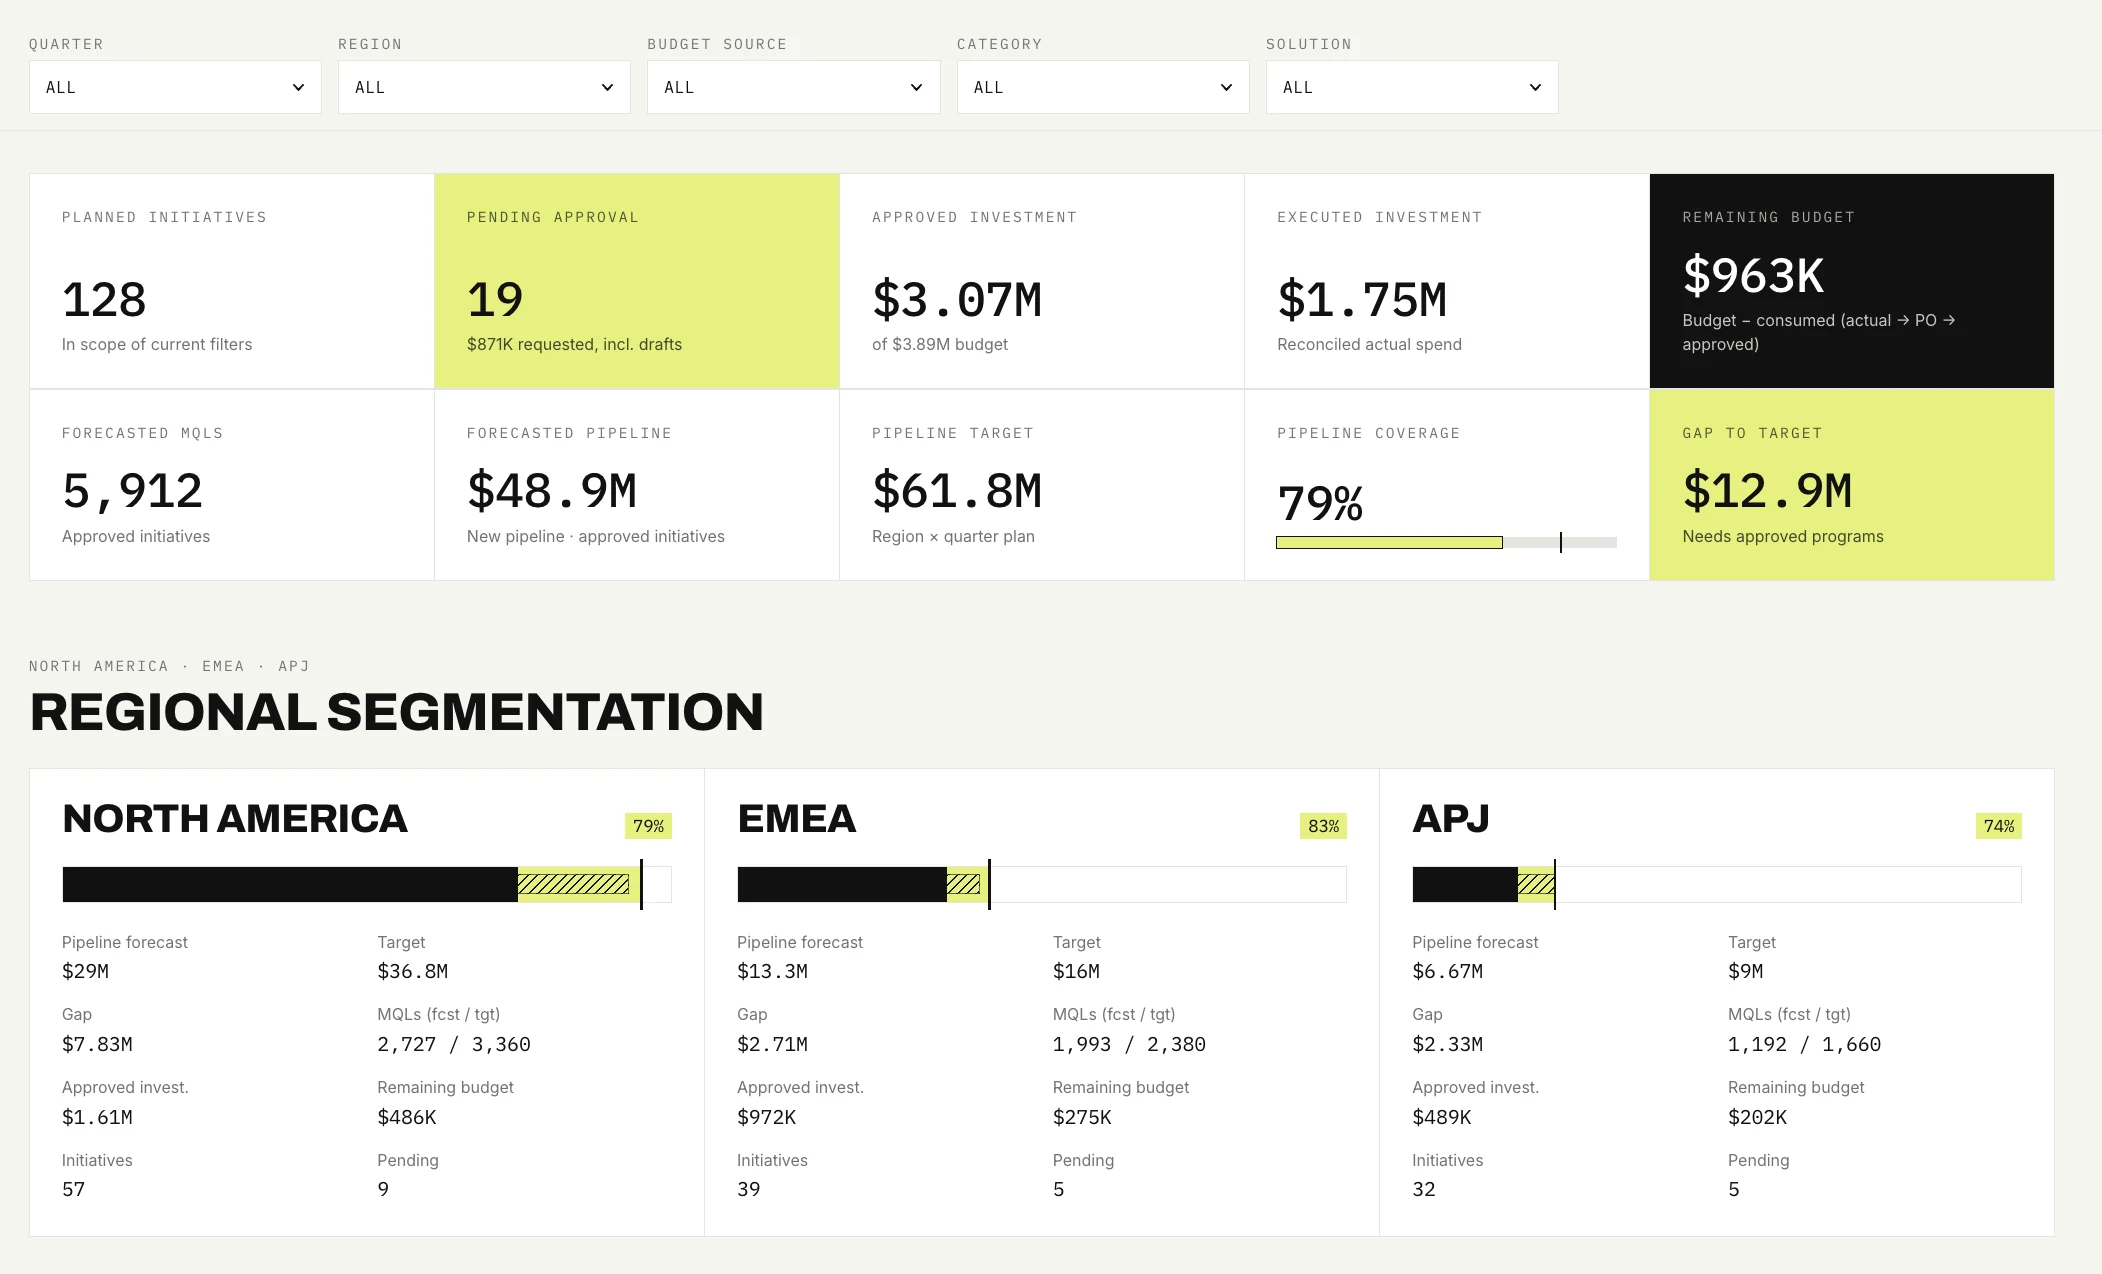 QUARTER REGION BUDGET SOURCE CATEGORY SOLUTION
ALL ALL ALL ALL ALL
PLANNED INITIATIVES
128
In scope of current filters
PENDING APPROVAL
19
$871K requested, incl. drafts
APPROVED INVESTMENT
$3.07M
of $3.89M budget
EXECUTED INVESTMENT
$1.75M
Reconciled actual spend
REMAINING BUDGET
$963K
Budget − consumed (actual → PO →
approved)
FORECASTED MQLS
5,912
Approved initiatives
FORECASTED PIPELINE
$48.9M
New pipeline · approved initiatives
PIPELINE TARGET
$61.8M
Region × quarter plan
PIPELINE COVERAGE
79%
GAP TO TARGET
$12.9M
Needs approved programs
NORTH AMERICA · EMEA · APJ
REGIONAL SEGMENTATION
NORTH AMERICA 79%
Pipeline forecast Target
$29M $36.8M
Gap MQLs (fcst / tgt)
$7.83M 2,727 / 3,360
Approved invest. Remaining budget
$1.61M $486K
Initiatives Pending
57 9
EMEA 83%
Pipeline forecast Target
$13.3M $16M
Gap MQLs (fcst / tgt)
$2.71M 1,993 / 2,380
Approved invest. Remaining budget
$972K $275K
Initiatives Pending
39 5
APJ 74%
Pipeline forecast Target
$6.67M $9M
Gap MQLs (fcst / tgt)
$2.33M 1,192 / 1,660
Approved invest. Remaining budget
$489K $202K
Initiatives Pending
32 5